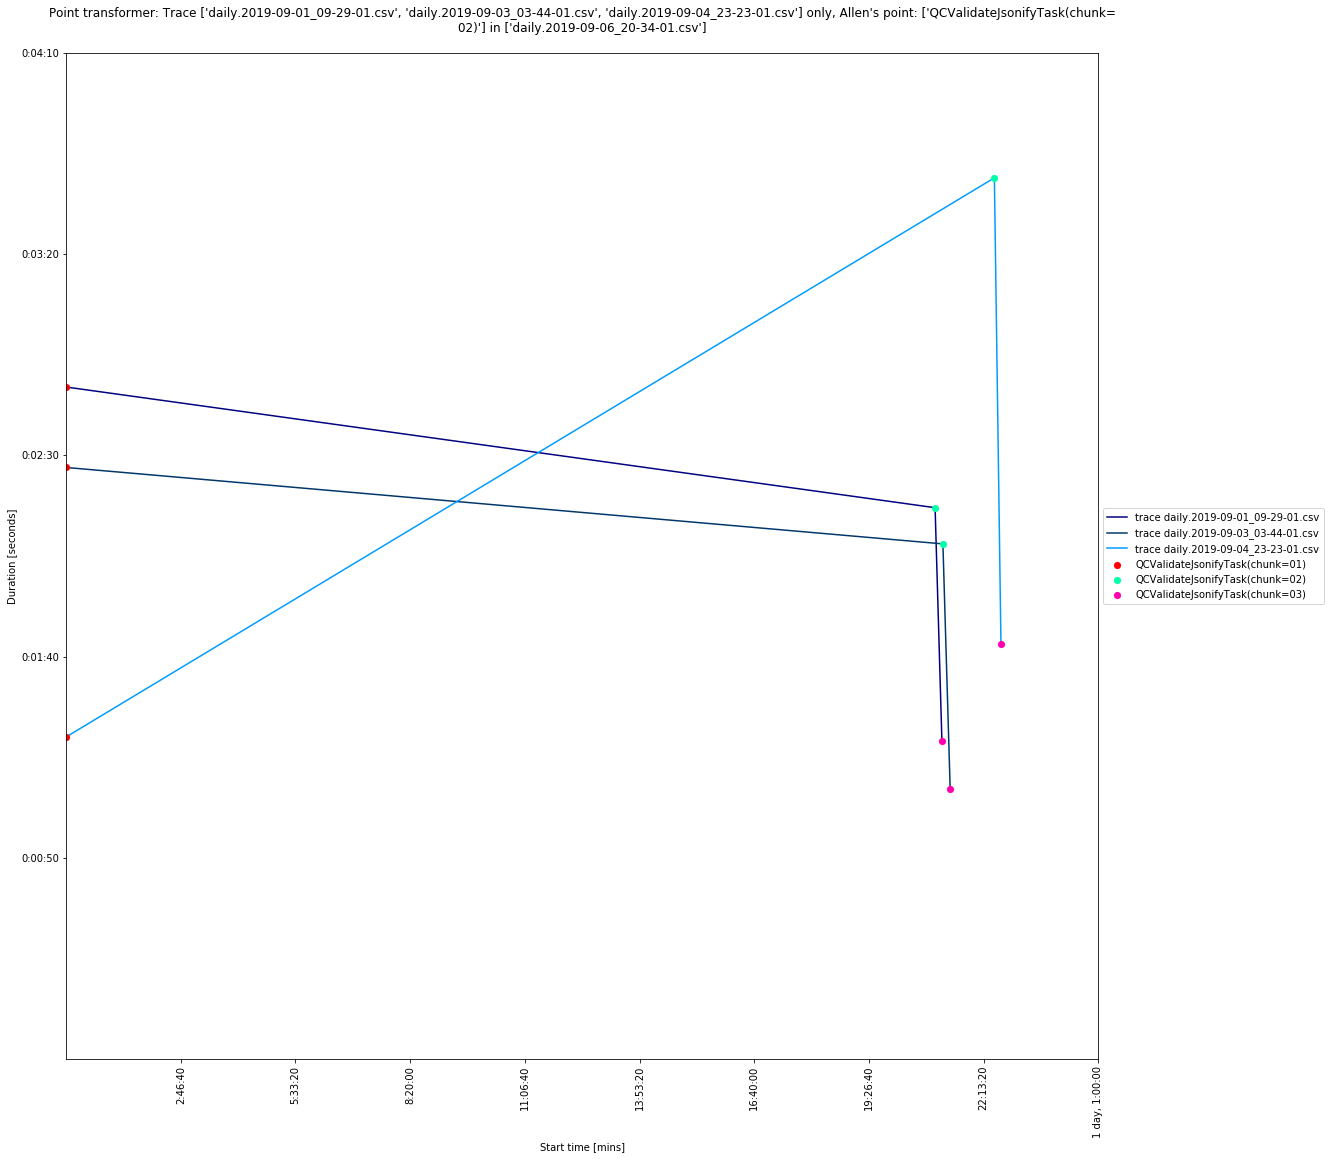 Point transformer: Trace ['daily.2019-09-01_09-29-01.csv', 'daily.2019-09-03_03-44-01.csv', 'daily.2019-09-04_23-23-01.csv'] only, Allen's point: ['QCValidateJsonifyTask(chunk=
02)'] in ['daily.2019-09-06_20-34-01.csv']
0:04:10
0:03:20
0:02:30
0:01:40
0:00:50
Duration [seconds]
trace daily.2019-09-01_09-29-01.csv
trace daily.2019-09-03_03-44-01.csv
trace daily.2019-09-04_23-23-01.csv
QCValidateJsonifyTask(chunk=01)
QCValidateJsonifyTask(chunk=02)
QCValidateJsonifyTask(chunk=03)
2:46:40
5:33:20
8:20:00
11:06:40
13:53:20
16:40:00
19:26:40
22:13:20
1 day, 1:00:00
Start time [mins]